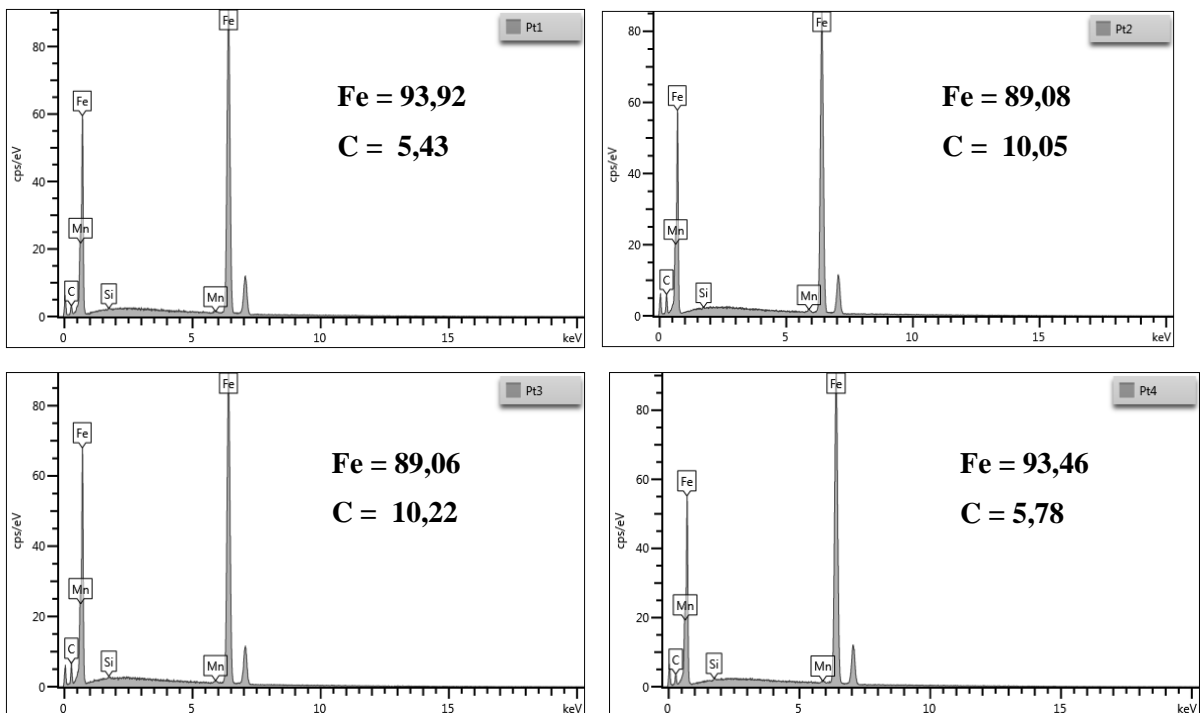 Pt1
Fe
80
Fe = 93,92
C = 5,43
Fe
60
cps/eV
40
Mn
20
C
Si
Mn
0
0
5
10
15
keV
Pt2
Fe
80
Fe = 89,08
C = 10,05
Fe
60
cps/eV
40
Mn
20
C
Si
Mn
0
0
5
10
15
keV
Pt3
Fe
80
Fe
Fe = 89,06
C = 10,22
60
cps/eV
40
Mn
20
C
Si
Mn
0
0
5
10
15
keV
Pt4
Fe
80
Fe = 93,46
C = 5,78
Fe
60
cps/eV
40
Mn
20
C
Si
Mn
0
0
5
10
15
keV